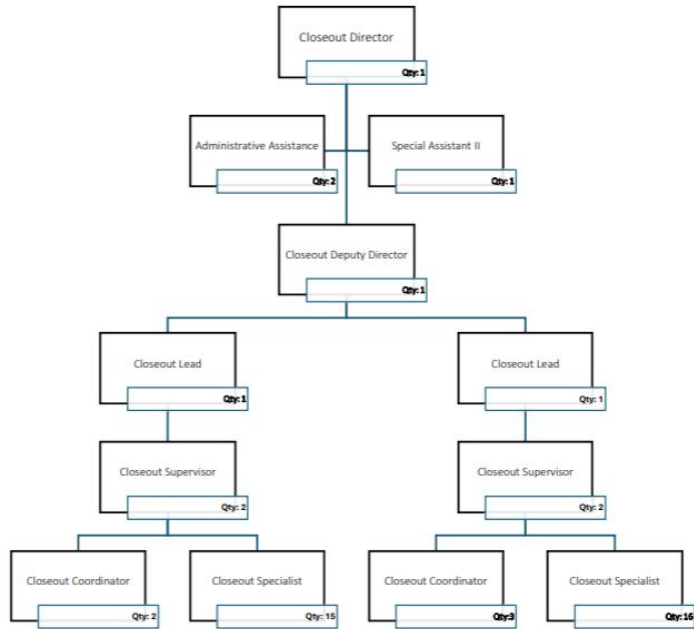 Closeout Director
Qty: 1
Administrative Assistance
Qty: 2
Special Assistant II
Qty: 1
Closeout Deputy Director
Qty: 1
Closeout Lead
Qty: 1
Closeout Lead
Qty: 1
Closeout Supervisor
Qty: 2
Closeout Supervisor
Qty: 2
Closeout Coordinator
Qty: 2
Closeout Specialist
Qty: 15
Closeout Coordinator
Qty:3
Closeout Specialist
Qty: 16